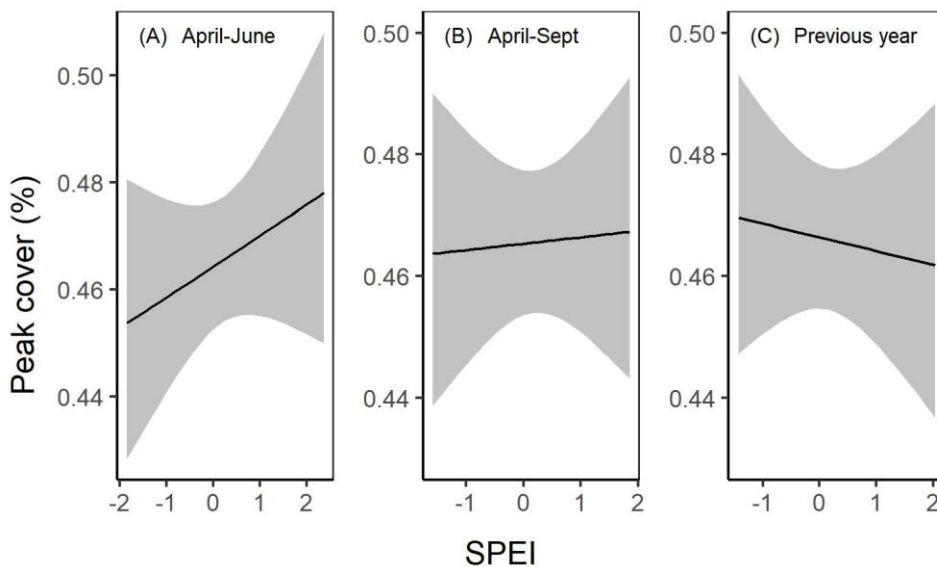 (A) April-June
(B) April-Sept
(C) Previous year
Peak cover (%)
0.50
0.48
0.46
0.44
0.50
0.48
0.46
0.44
0.50
0.48
0.46
0.44
-2 -1 0 1 2
-1 0 1 2
-1 0 1 2
SPEI